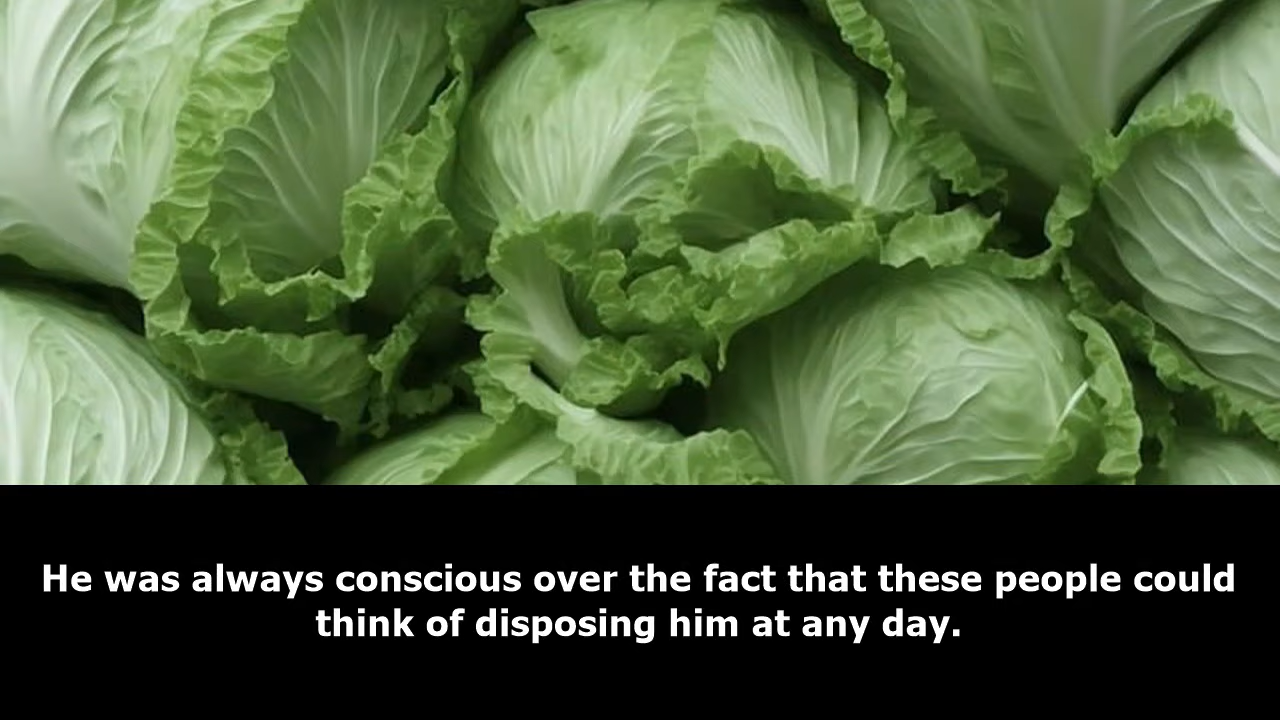 He was always conscious over the fact that these people could
think of disposing him at any day.